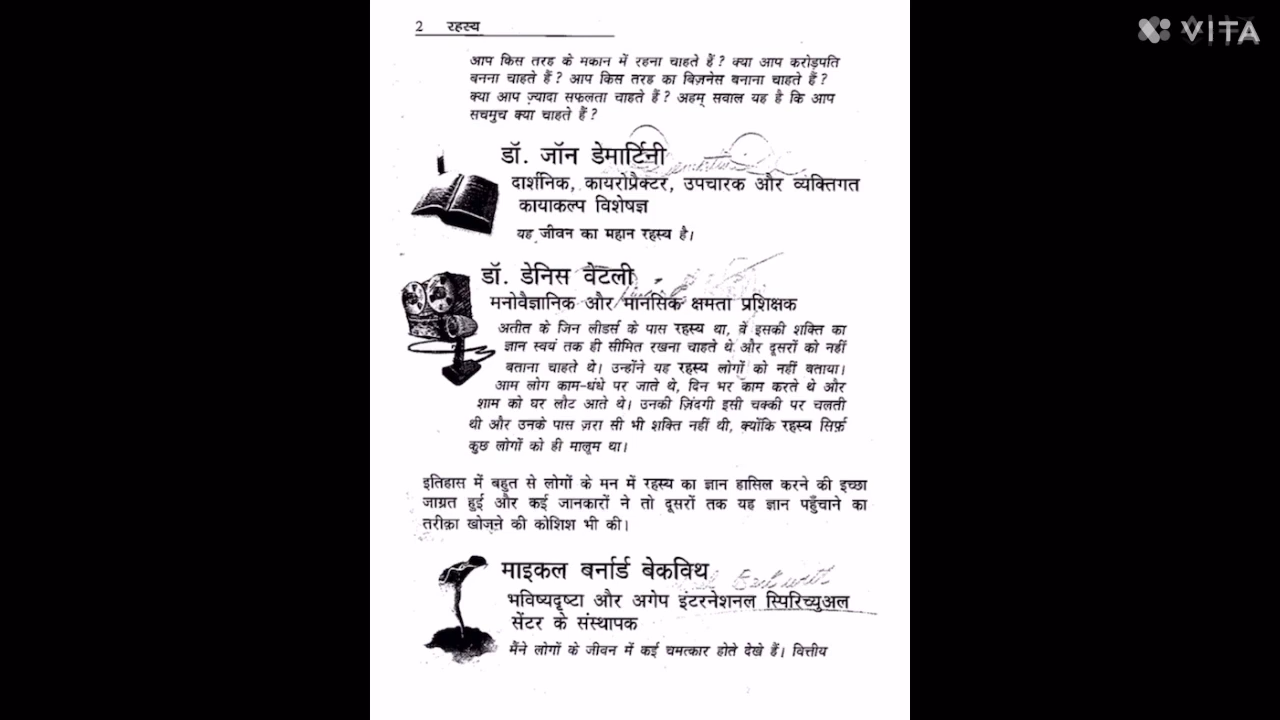 2 रहस्य
VITA
आप किस तरह के मकान में रहना चाहते हैं? क्या आप करोड़पति
बनना चाहते हैं? आप किस तरह का बिज़नेस बनाना चाहते हैं?
क्या आप ज़्यादा सफलता चाहते हैं? अहम् सवाल यह है कि आप
सचमुच क्या चाहते हैं?
डॉ. जॉन डेमार्टिनी
दार्शनिक, कायरोप्रैक्टर, उपचारक और व्यक्तिगत
कायाकल्प विशेषज्ञ
यह जीवन का महान रहस्य है।
डॉ. डेनिस वेटली
मनोवैज्ञानिक और मानसिक क्षमता प्रशिक्षक
अतीत के जिन लीडर्स के पास रहस्य था, वे इसकी शक्ति का
ज्ञान स्वयं तक ही सीमित रखना चाहते थे और दूसरों को नहीं
बताना चाहते थे। उन्होंने यह रहस्य लोगों को नहीं बताया।
आम लोग काम-धंधे पर जाते थे, दिन भर काम करते थे और
शाम को घर लौट आते थे। उनकी ज़िंदगी इसी चक्की पर चलती
थी और उनके पास ज़रा सी भी शक्ति नहीं थी, क्योंकि रहस्य सिर्फ़
कुछ लोगों को ही मालूम था।
इतिहास में बहुत से लोगों के मन में रहस्य का ज्ञान हासिल करने की इच्छा
जाग्रत हुई और कई जानकारों ने तो दूसरों तक यह ज्ञान पहुँचाने का
तरीक़ा खोजने की कोशिश भी की।
माइकल बर्नार्ड बेकविथ
भविष्यदृष्टा और अगेप इंटरनेशनल स्पिरिच्युअल
सेंटर के संस्थापक
मैंने लोगों के जीवन में कई चमत्कार होते देखे हैं। वित्तीय